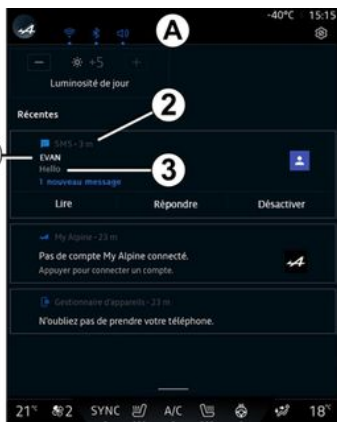 -40°C 15:15
A
+5
Luminosité de jour
Récentes
2
SMS • 3 m
EVAN
Hello
3
1 nouveau message
Lire Répondre Désactiver
My Alpine - 23 m
Pas de compte My Alpine connecté.
Appuyer pour connecter un compte.
Gestionnaire d'appareils - 23 m
N'oubliez pas de prendre votre téléphone.
21°C 2 SYNC A/C 18°C